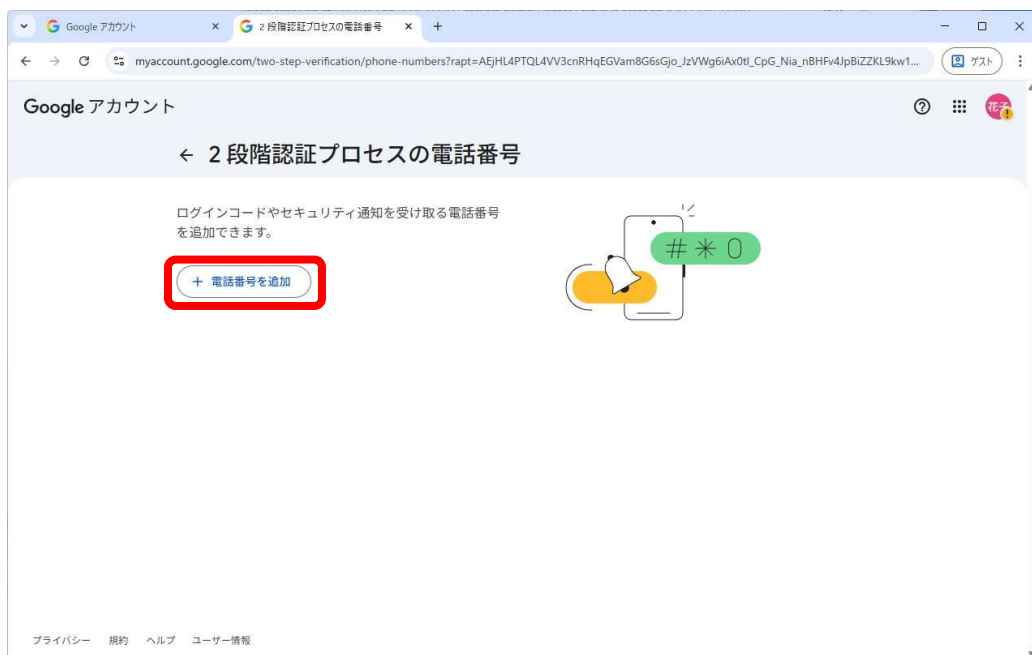 Google アカウント
2 段階認証プロセスの電話番号
myaccount.google.com/two-step-verification/phone-numbers?rapt=AEjHL4PTQL4VV3cnRHqEGVam8G6sGjo_JzVWg6iAx0tl_CpG_Nia_nBHFv4JpBiZZKL9kw1...
ゲスト
Google アカウント
花子
2 段階認証プロセスの電話番号
ログインコードやセキュリティ通知を受け取る電話番号
を追加できます。
# * 0
+ 電話番号を追加
プライバシー 規約 ヘルプ ユーザー情報